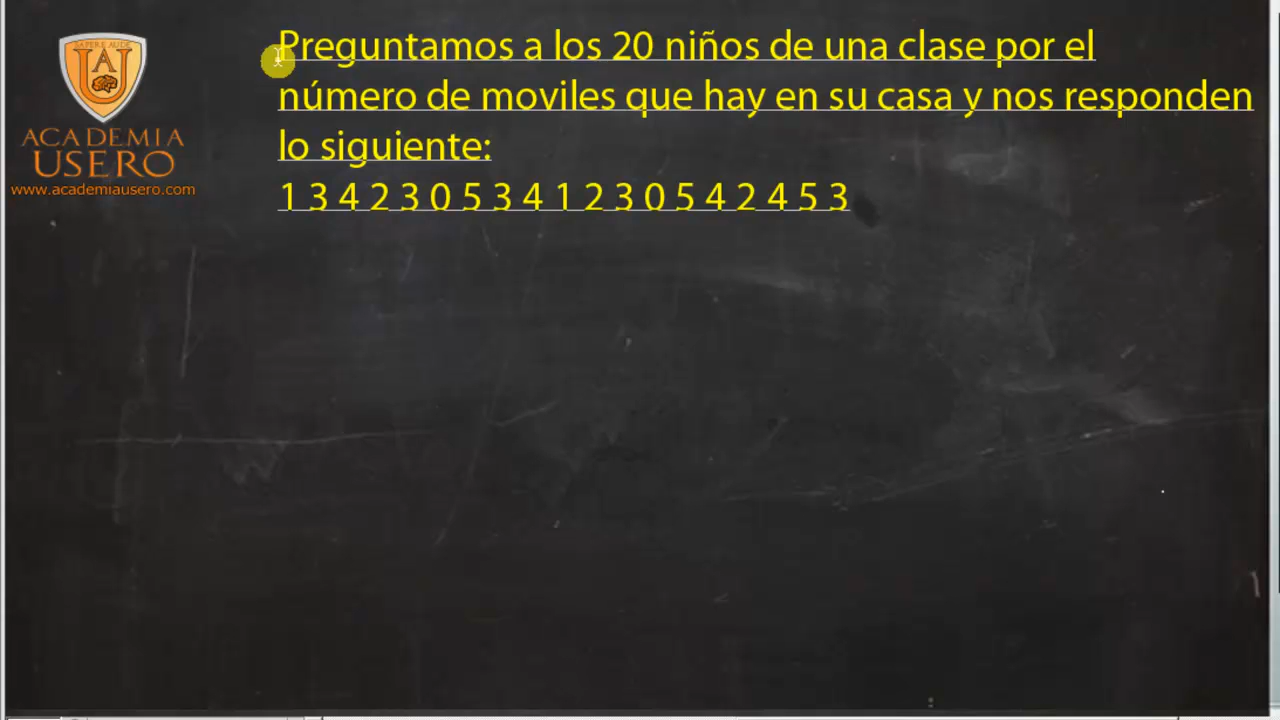 SAPERE AUDE
UA
ACADEMIA
USERO
www.academiausero.com
Preguntamos a los 20 niños de una clase por el
número de moviles que hay en su casa y nos responden
lo siguiente:
1 3 4 2 3 0 5 3 4 1 2 3 0 5 4 2 4 5 3